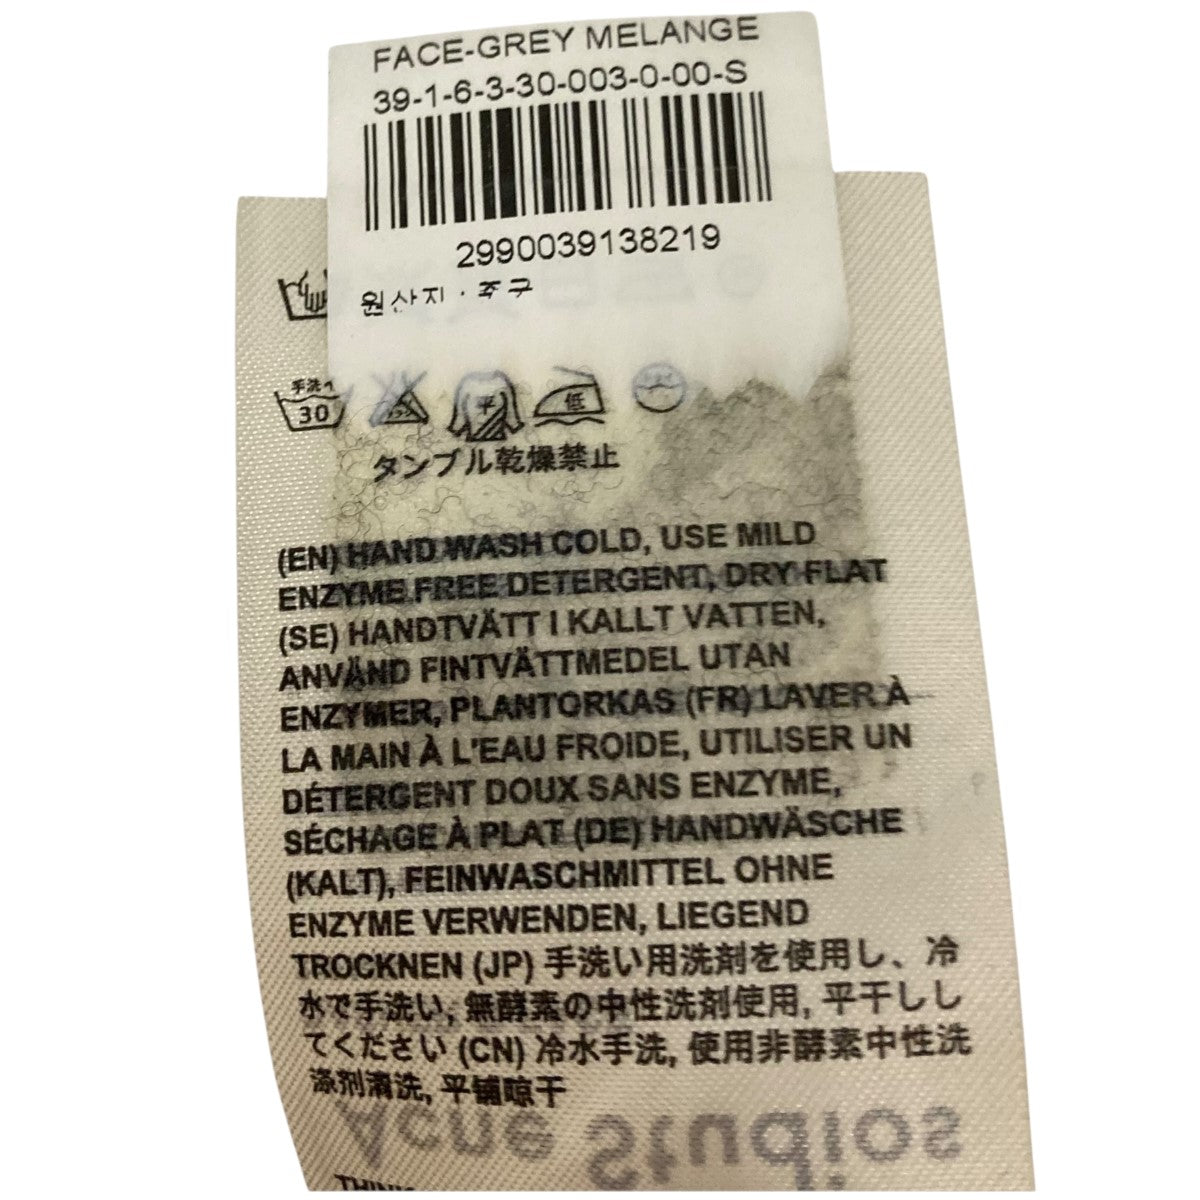 FACE-GREY MELANGE
39-1-6-3-30-003-0-00-S
2990039138219
원산지 ·
手洗イ
30
平
低
タンブル乾燥禁止
(EN) HAND WASH COLD, USE MILD
ENZYME FREE DETERGENT, DRY FLAT
(SE) HANDTVÄTT I KALLT VATTEN,
ANVÄND FINTVÄTTMEDEL UTAN
ENZYMER, PLANTORKAS (FR) LAVER À
LA MAIN À L'EAU FROIDE, UTILISER UN
DÉTERGENT DOUX SANS ENZYME,
SÉCHAGE À PLAT (DE) HANDWÄSCHE
(KALT), FEINWASCHMITTEL OHNE
ENZYME VERWENDEN, LIEGEND
TROCKNEN (JP) 手洗い用洗剤を使用し、冷
水で手洗い, 無酵素の中性洗剤使用, 平干しし
てください (CN) 冷水手洗, 使用非酵素中性洗
涤剂清洗, 平铺晾干
Acne Studios